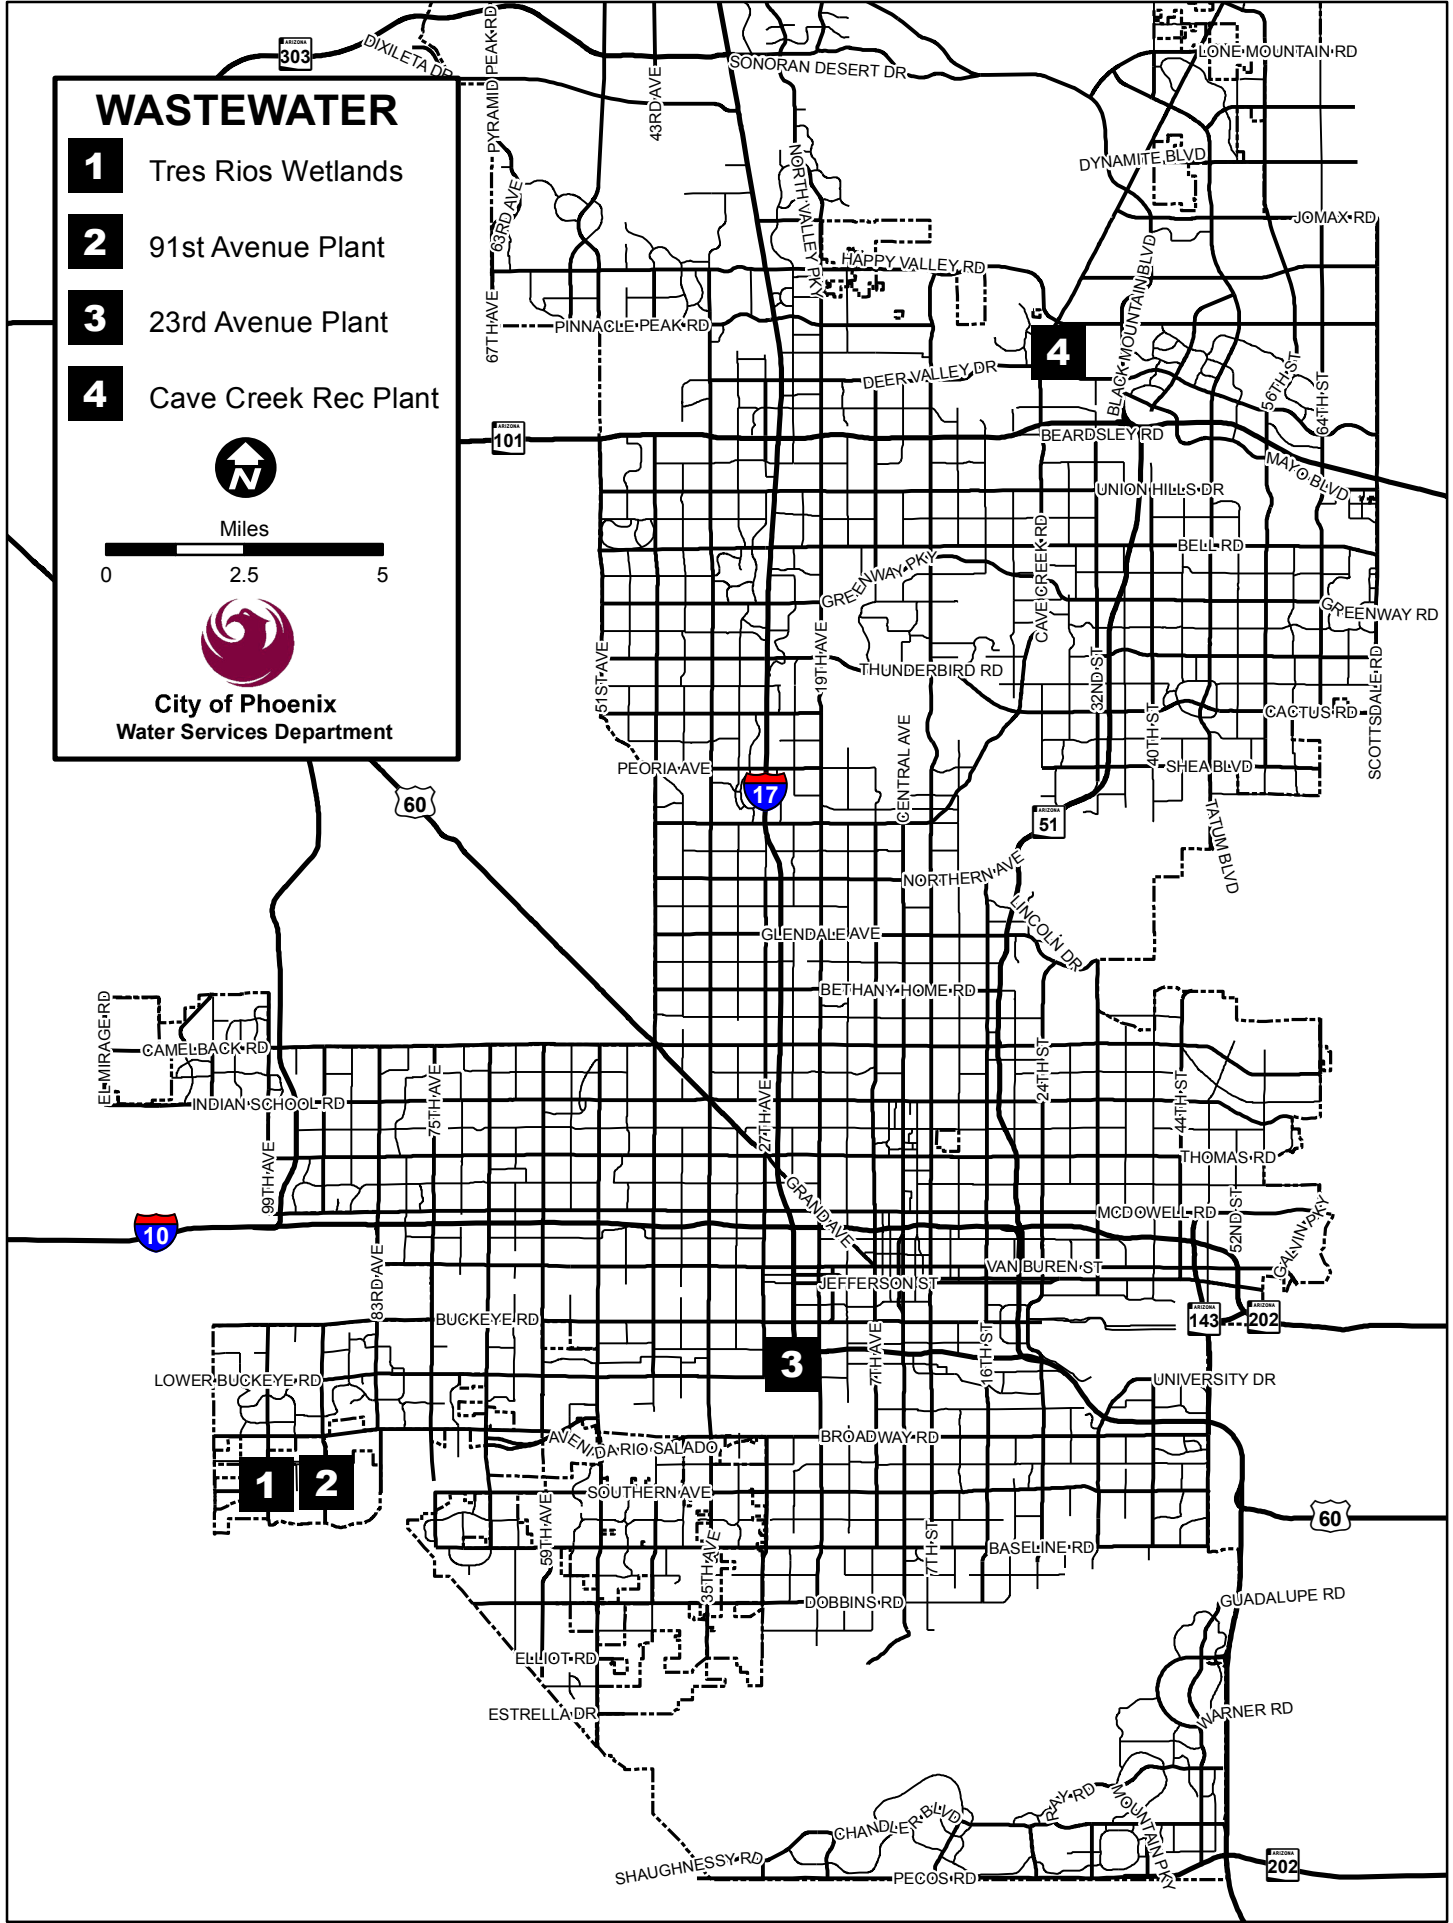 WASTEWATER
1 Tres Rios Wetlands
2 91st Avenue Plant
3 23rd Avenue Plant
4 Cave Creek Rec Plant
N
Miles
0 2.5 5
City of Phoenix
Water Services Department
ARIZONA
303
DIXILETA DR
PYRAMID PEAK RD
43RD AVE
SONORAN DESERT DR
LONE MOUNTAIN RD
DYNAMITE BLVD
NORTH VALLEY PKY
63RD AVE
JOMAX RD
HAPPY VALLEY RD
BLACK MOUNTAIN BLVD
67TH AVE
PINNACLE PEAK RD
4
DEER VALLEY DR
56TH ST
64TH ST
ARIZONA
101
BEARDSLEY RD
MAYO BLVD
UNION HILLS DR
CAVE CREEK RD
BELL RD
GREENWAY PKY
GREENWAY RD
51ST AVE
19TH AVE
THUNDERBIRD RD
32ND ST
SCOTTSDALE RD
40TH ST
CACTUS RD
CENTRAL AVE
PEORIA AVE
SHEA BLVD
17
60
ARIZONA
51
TATUM BLVD
NORTHERN AVE
LINCOLN DR
GLENDALE AVE
BETHANY HOME RD
EL MIRAGE RD
CAMELBACK RD
24TH ST
75TH AVE
27TH AVE
44TH ST
INDIAN SCHOOL RD
99TH AVE
THOMAS RD
GRAND AVE
MCDOWELL RD
52ND ST
GALVIN PKY
10
83RD AVE
VAN BUREN ST
JEFFERSON ST
BUCKEYE RD
ARIZONA
143
ARIZONA
202
7TH AVE
16TH ST
3
LOWER BUCKEYE RD
UNIVERSITY DR
AVENIDA RIO SALADO
BROADWAY RD
1
2
SOUTHERN AVE
60
59TH AVE
35TH AVE
7TH ST
BASELINE RD
DOBBINS RD
GUADALUPE RD
ELLIOT RD
ESTRELLA DR
WARNER RD
RAY RD
MOUNTAIN PKY
CHANDLER BLVD
SHAUGHNESSY RD
PECOS RD
ARIZONA
202